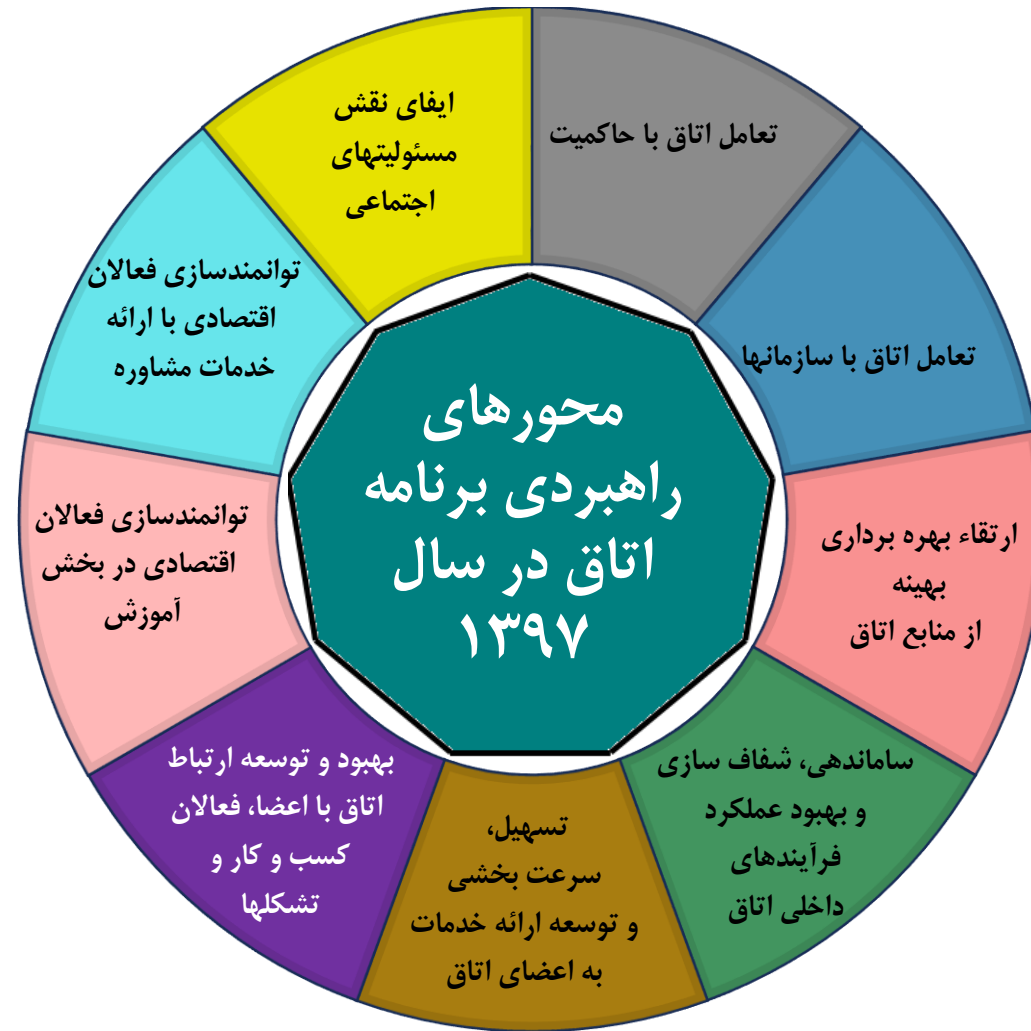 محورهای
راهبردی برنامه
اتاق در سال
۱۳۹۷
تعامل اتاق با حاکمیت
تعامل اتاق با سازمانها
ارتقاء بهره برداری
بهینه
از منابع اتاق
ساماندهی، شفاف سازی
و بهبود عملکرد
فرآیندهای
داخلی اتاق
تسهیل،
سرعت بخشی
و توسعه ارائه خدمات
به اعضای اتاق
بهبود و توسعه ارتباط
اتاق با اعضا، فعالان
کسب و کار و
تشکلها
توانمندسازی فعالان
اقتصادی در بخش
آموزش
توانمندسازی فعالان
اقتصادی با ارائه
خدمات مشاوره
ایفای نقش
مسئولیتهای
اجتماعی